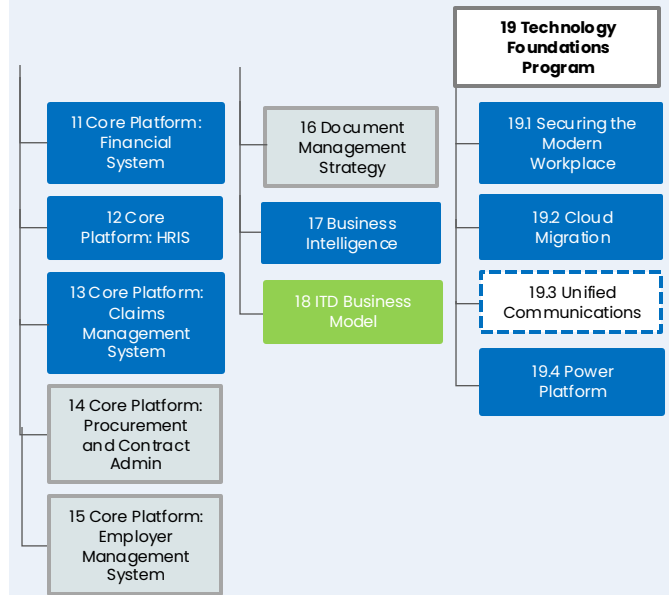 11 Core Platform:
Financial
System
12 Core
Platform: HRIS
13 Core Platform:
Claims
Management
System
14 Core Platform:
Procurement
and Contract
Admin
15 Core Platform:
Employer
Management
System
16 Document
Management
Strategy
17 Business
Intelligence
18 ITD Business
Model
19 Technology
Foundations
Program
19.1 Securing the
Modern
Workplace
19.2 Cloud
Migration
19.3 Unified
Communications
19.4 Power
Platform